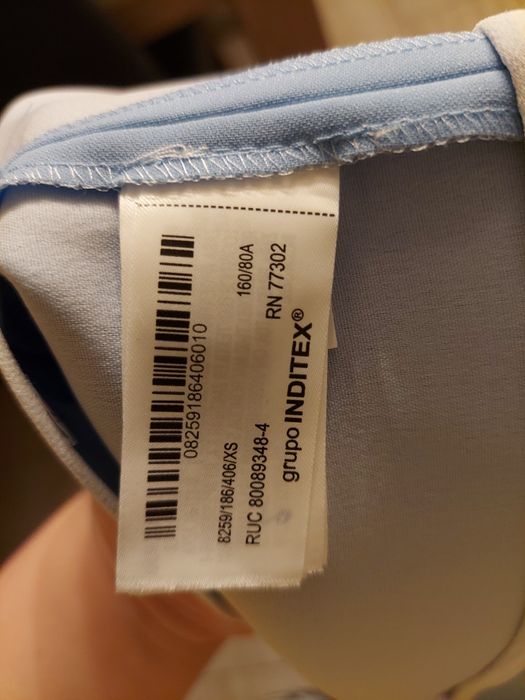 08259186406010
8259/186/406/XS
160/80A
RUC 80089348-4
RN 77302
grupo INDITEX®